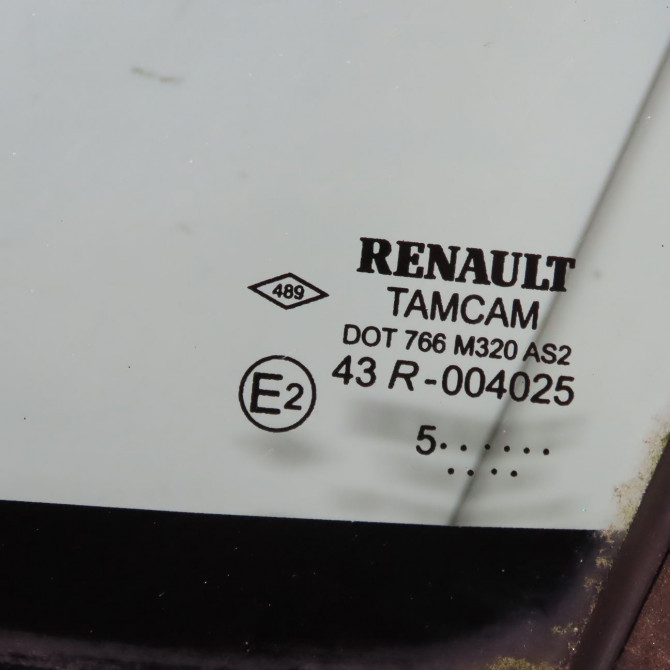 RENAULT
489
TAMCAM
DOT 766 M320 AS2
E2
43 R-004025
5. . . . . .
. . . .